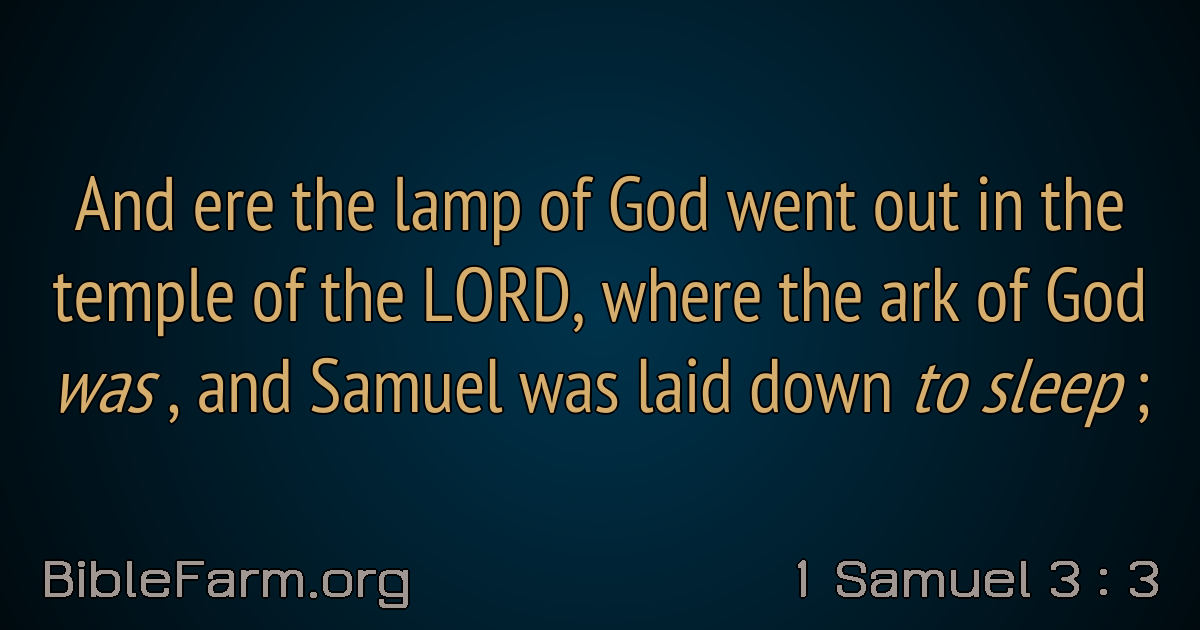 And ere the lamp of God went out in the
temple of the LORD, where the ark of God
was , and Samuel was laid down to sleep ;
BibleFarm.org
1 Samuel 3 : 3